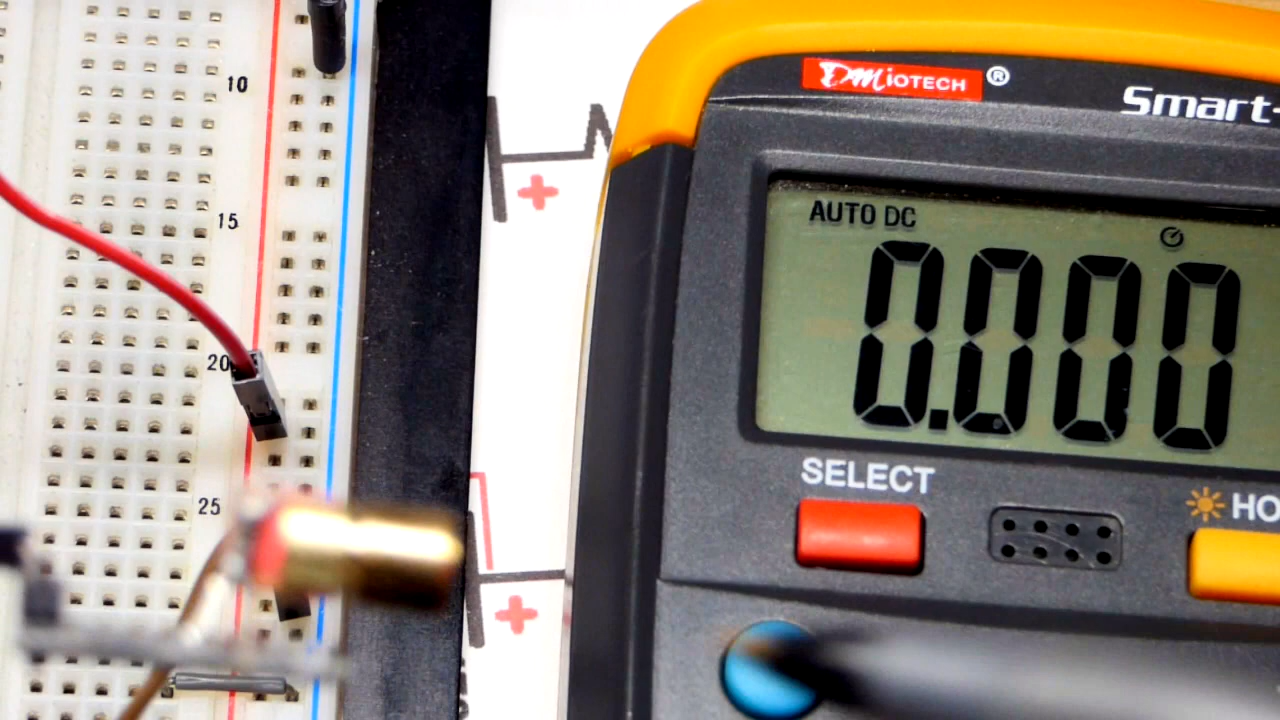 10
15
20
25
+
+
DMiOTECH ®
Smart-
AUTO DC
0.000
SELECT
HO